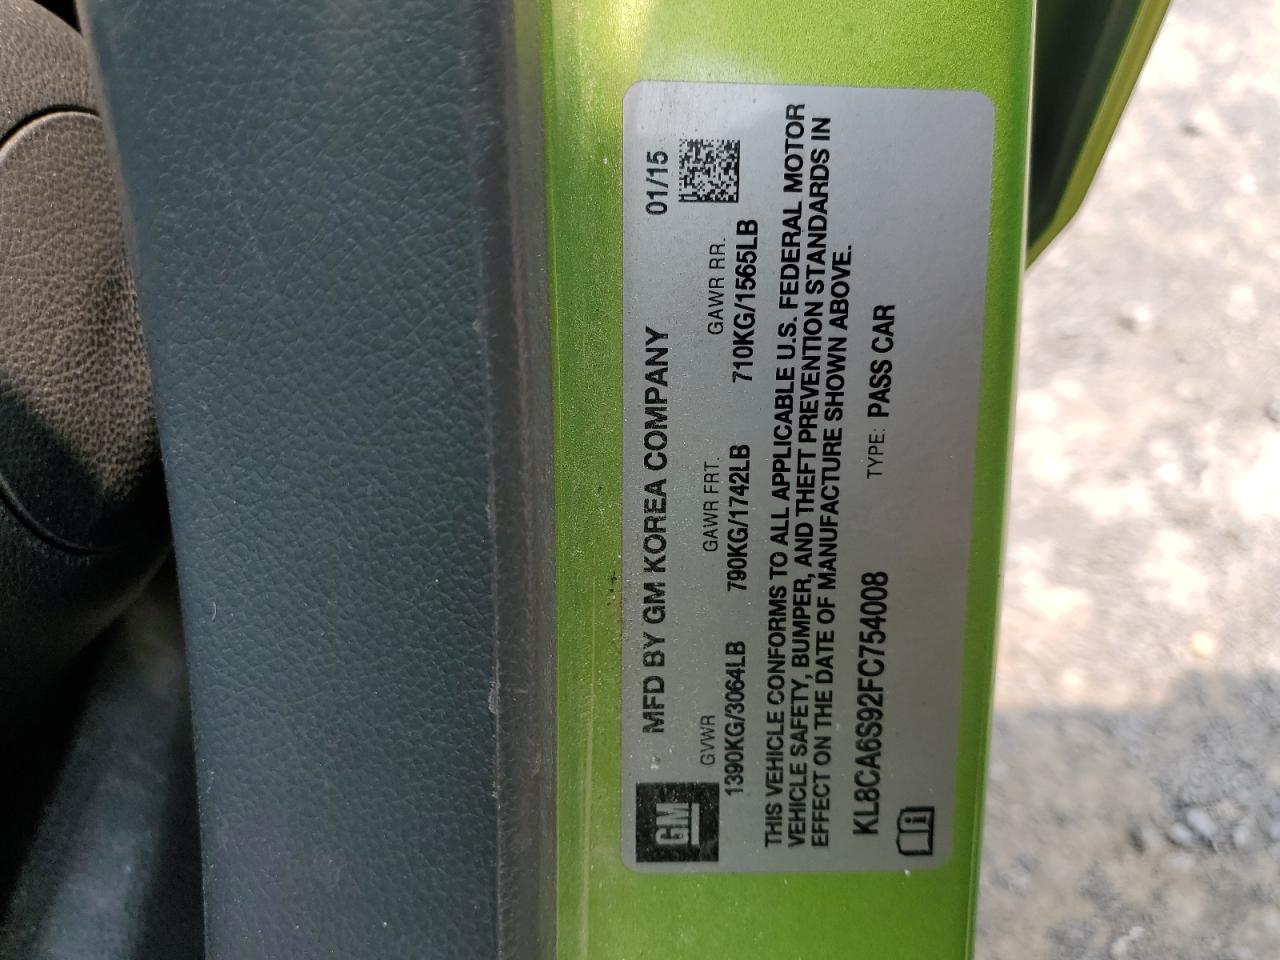 GM
MFD BY GM KOREA COMPANY 01/15
GVWR GAWR FRT. GAWR RR.
1390KG/3064LB 790KG/1742LB 710KG/1565LB
THIS VEHICLE CONFORMS TO ALL APPLICABLE U.S. FEDERAL MOTOR
VEHICLE SAFETY, BUMPER, AND THEFT PREVENTION STANDARDS IN
EFFECT ON THE DATE OF MANUFACTURE SHOWN ABOVE.
KL8CA6S92FC754008 TYPE: PASS CAR